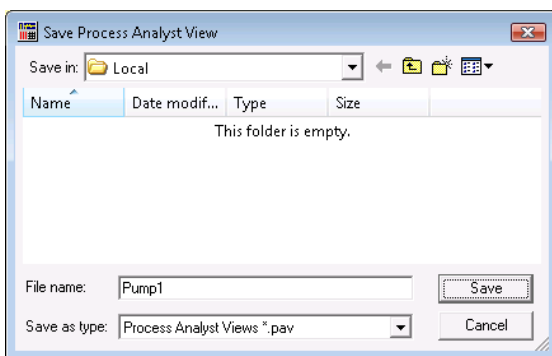 Save Process Analyst View
Save in: Local
Name Date modif... Type Size
This folder is empty.
File name: Pump1 Save
Save as type: Process Analyst Views *.pav Cancel